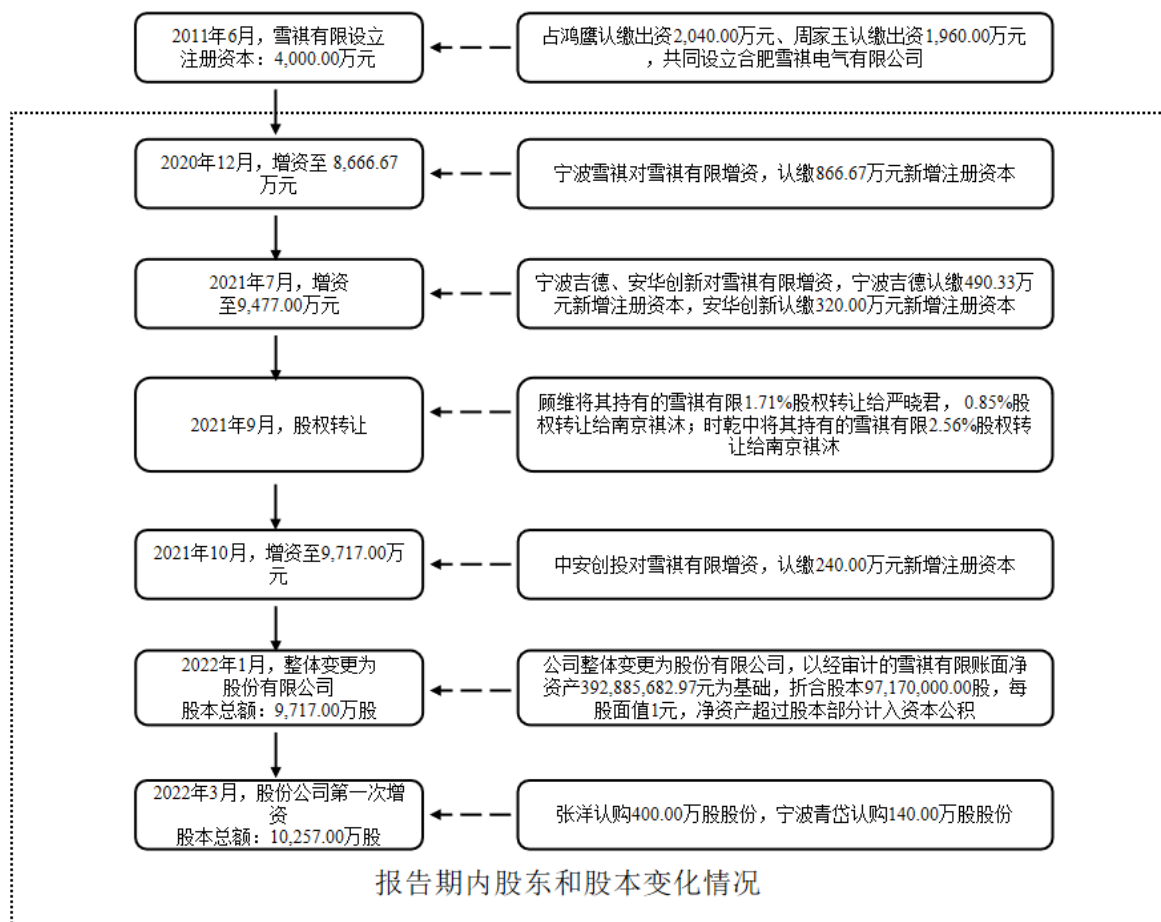 2011年6月，雪祺有限设立
注册资本：4,000.00万元
占鸿鹰认缴出资2,040.00万元、周家玉认缴出资1,960.00万元
，共同设立合肥雪祺电气有限公司
2020年12月，增资至 8,666.67
万元
宁波雪祺对雪祺有限增资，认缴866.67万元新增注册资本
2021年7月，增资
至9,477.00万元
宁波吉德、安华创新对雪祺有限增资，宁波吉德认缴490.33万
元新增注册资本，安华创新认缴320.00万元新增注册资本
2021年9月，股权转让
顾维将其持有的雪祺有限1.71%股权转让给严晓君， 0.85%股
权转让给南京祺沐；时乾中将其持有的雪祺有限2.56%股权转
让给南京祺沐
2021年10月，增资至9,717.00万
元
中安创投对雪祺有限增资，认缴240.00万元新增注册资本
2022年1月，整体变更为
股份有限公司
股本总额：9,717.00万股
公司整体变更为股份有限公司，以经审计的雪祺有限账面净
资产392,885,682.97元为基础，折合股本97,170,000.00股，每
股面值1元，净资产超过股本部分计入资本公积
2022年3月，股份公司第一次增
资
股本总额：10,257.00万股
张洋认购400.00万股股份，宁波青岱认购140.00万股股份
报告期内股东和股本变化情况